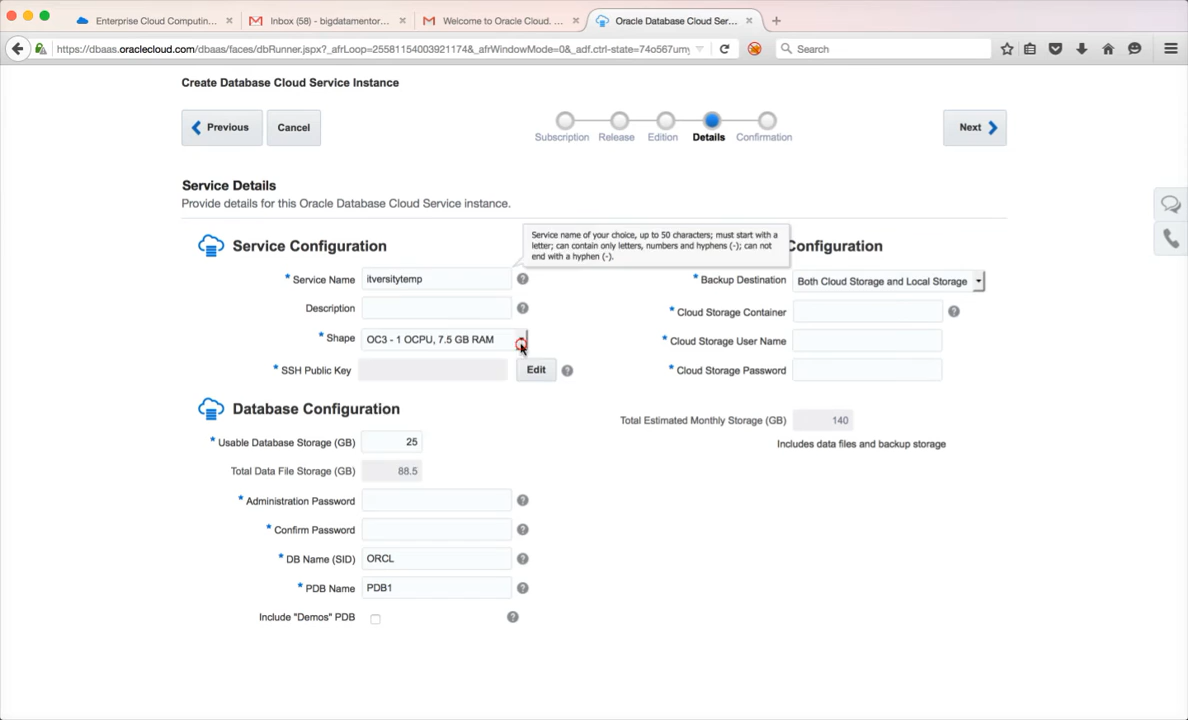 Enterprise Cloud Computin...
Inbox (58) - bigdatamentor...
Welcome to Oracle Cloud. ...
Oracle Database Cloud Ser...
https://dbaas.oraclecloud.com/dbaas/faces/dbRunner.jspx?_afrLoop=255811540039211174&_afrWindowMode=0&_adf.ctrl-state=74o567umy
Search
Create Database Cloud Service Instance
Previous
Cancel
Subscription
Release
Edition
Details
Confirmation
Next
Service Details
Provide details for this Oracle Database Cloud Service instance.
Service name of your choice, up to 50 characters; must start with a
letter; can contain only letters, numbers and hyphens (-); can not
end with a hyphen (-).
Service Configuration
* Service Name
itversitytemp
?
Description
?
* Shape
OC3 - 1 OCPU, 7.5 GB RAM
* SSH Public Key
Edit
?
Database Configuration
* Usable Database Storage (GB)
25
Total Data File Storage (GB)
88.5
* Administration Password
?
* Confirm Password
?
* DB Name (SID)
ORCL
?
* PDB Name
PDB1
?
Include "Demos" PDB
?
Configuration
* Backup Destination
Both Cloud Storage and Local Storage
* Cloud Storage Container
?
* Cloud Storage User Name
* Cloud Storage Password
Total Estimated Monthly Storage (GB)
140
Includes data files and backup storage